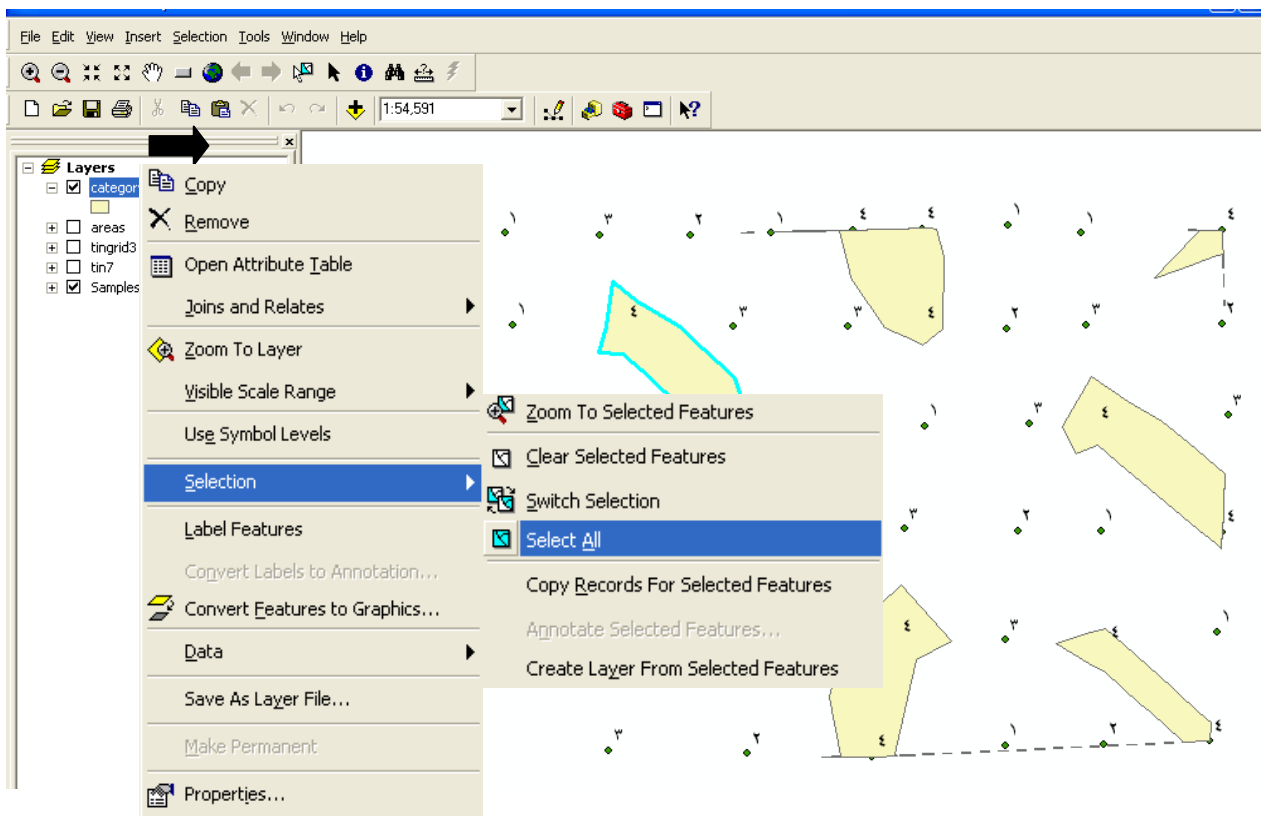 File Edit View Insert Selection Tools Window Help
1:54,591
Layers
categor
areas
tingrid3
tin7
Samples
Copy
Remove
Open Attribute Table
Joins and Relates
Zoom To Layer
Visible Scale Range
Use Symbol Levels
Selection
Label Features
Convert Labels to Annotation...
Convert Features to Graphics...
Data
Save As Layer File...
Make Permanent
Properties...
Zoom To Selected Features
Clear Selected Features
Switch Selection
Select All
Copy Records For Selected Features
Annotate Selected Features...
Create Layer From Selected Features
١ ٣ ٢ ١ ٤ ٤ ١ ١ ٤
١ ٤ ٣ ٣ ٤ ٢ ٣ ٢
١ ٣ ٤ ٣
٣ ٢ ١ ٤
٤ ٣ ٤ ١
٣ ٢ ٤ ١ ٢ ٤